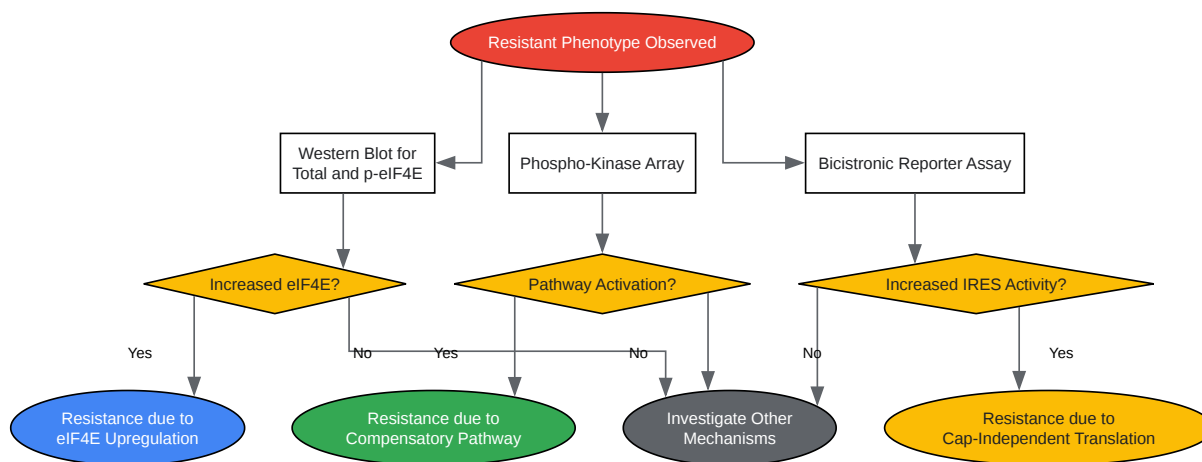 Resistant Phenotype Observed
Western Blot for
Total and p-eIF4E
Phospho-Kinase Array
Bicistronic Reporter Assay
Increased eIF4E?
Pathway Activation?
Increased IRES Activity?
Yes
No
Yes
No
No
Yes
Resistance due to
eIF4E Upregulation
Resistance due to
Compensatory Pathway
Investigate Other
Mechanisms
Resistance due to
Cap-Independent Translation